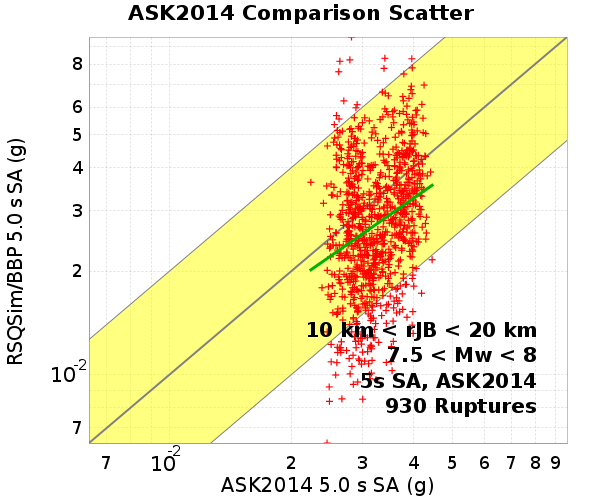 ASK2014 Comparison Scatter
RSQSim/BBP 5.0 s SA (g)
8
6
5
4
3
2
10-2
7
10 km < rJB < 20 km
7.5 < Mw < 8
5s SA, ASK2014
930 Ruptures
7 10-2 2 3 4 5 6 7 8 9
ASK2014 5.0 s SA (g)